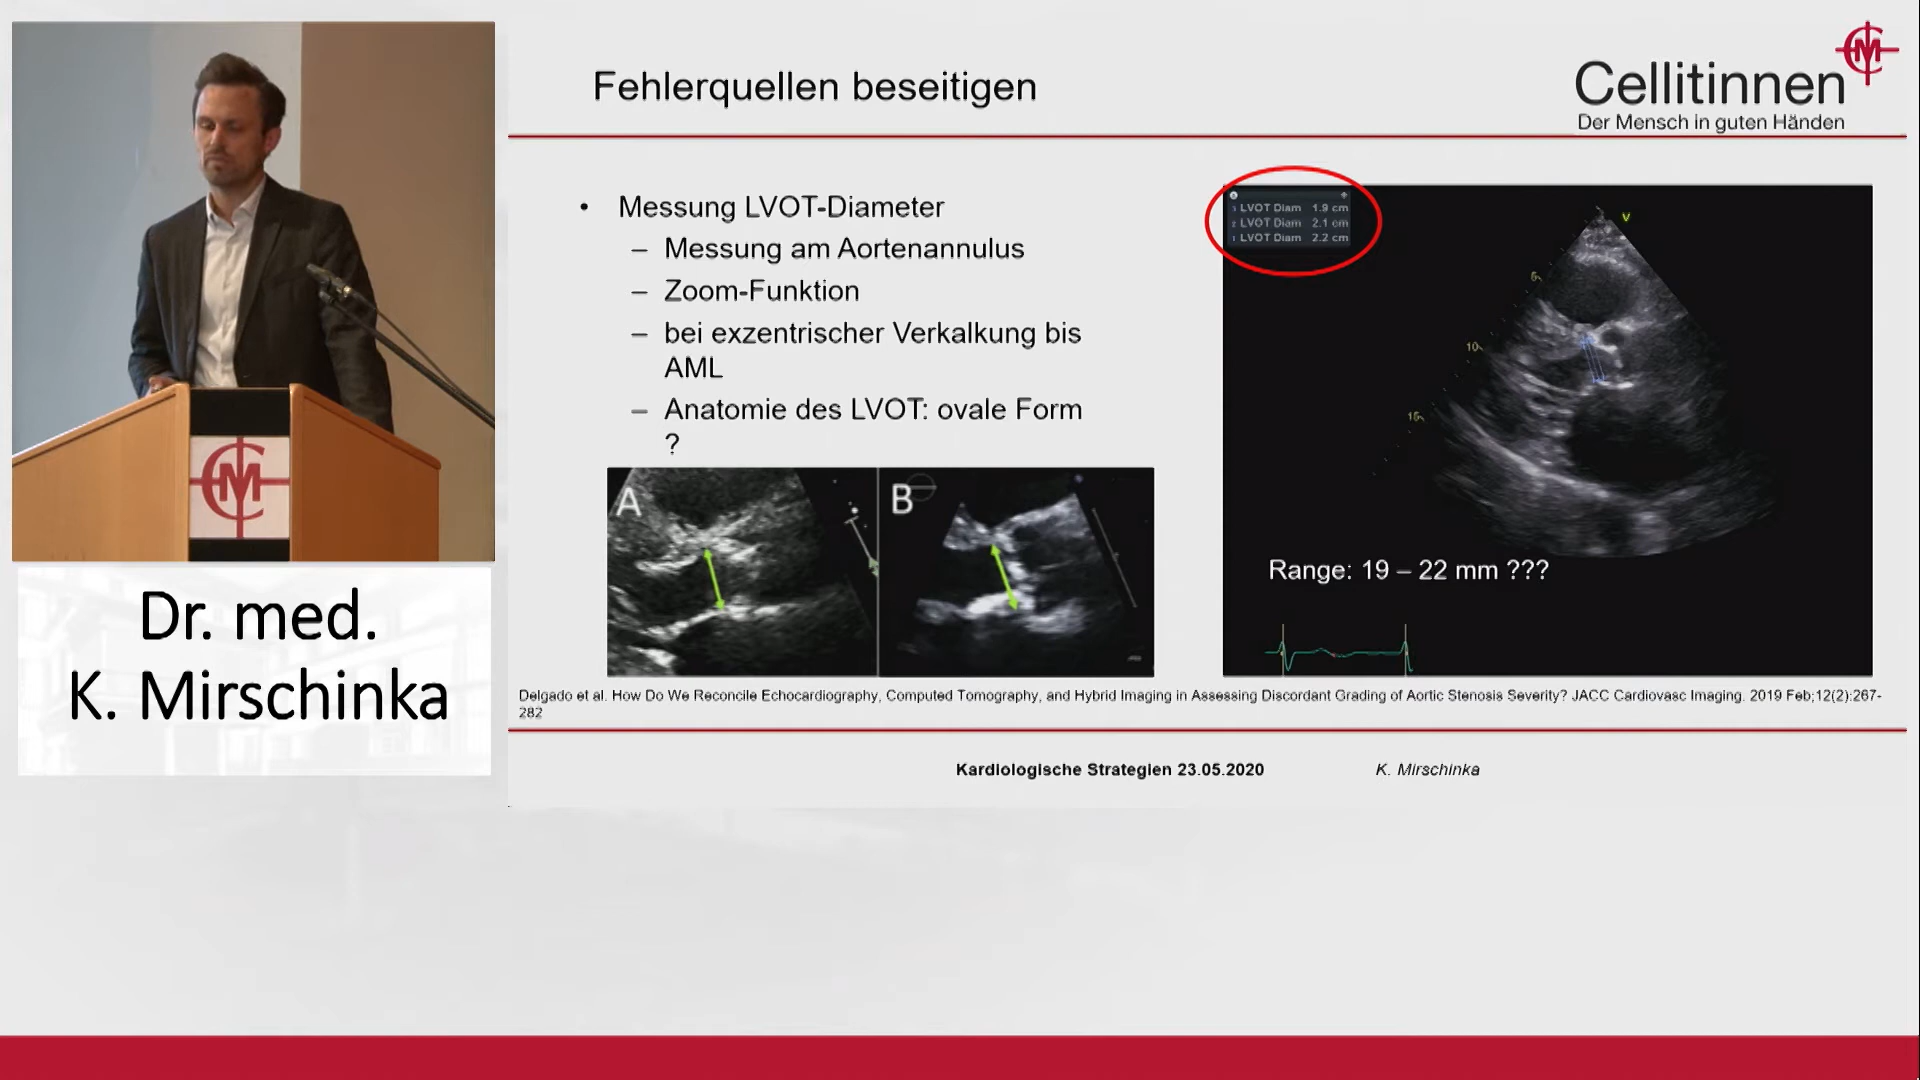 Fehlerquellen beseitigen
Cellitinnen
Der Mensch in guten Händen
• Messung LVOT-Diameter
– Messung am Aortenannulus
– Zoom-Funktion
– bei exzentrischer Verkalkung bis
AML
– Anatomie des LVOT: ovale Form
?
A
B
1 LVOT Diam 1.9 cm
2 LVOT Diam 2.1 cm
LVOT Diam 2.2 cm
V
10
Range: 19 – 22 mm ???
CM
Dr. med.
K. Mirschinka
Delgado et al. How Do We Reconcile Echocardiography, Computed Tomography, and Hybrid Imaging in Assessing Discordant Grading of Aortic Stenosis Severity? JACC Cardiovasc Imaging. 2019 Feb;12(2):267-
282
Kardiologische Strategien 23.05.2020
K. Mirschinka